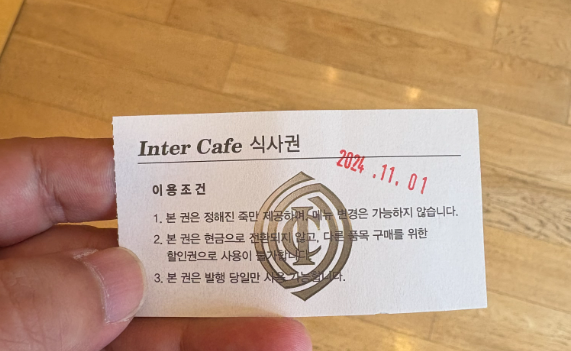 Inter Cafe 식사권
2024.11.01
이용조건
1. 본 권은 정해진 죽만 제공하며, 메뉴 변경은 가능하지 않습니다.
2. 본 권은 현금으로 전환되지 않고, 다른 품목 구매를 위한
할인권으로 사용이 불가합니다.
3. 본 권은 발행 당일만 사용 가능합니다.